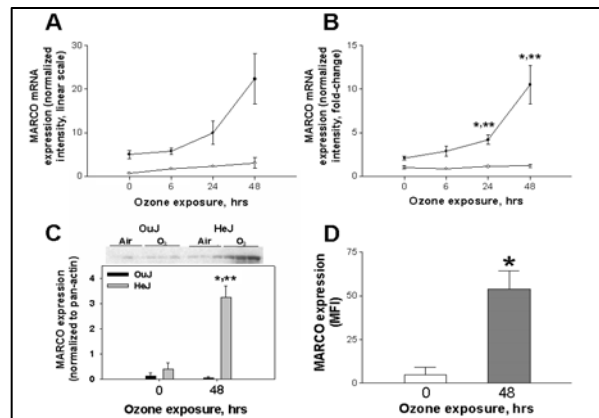 A
MARCO mRNA
expression (normalized
intensity, linear scale)
30
20
10
0
0 6 24 48
Ozone exposure, hrs
B
MARCO mRNA
expression (normalized
intensity, fold-change)
15
10
5
0
*,** *,**
0 6 24 48
Ozone exposure, hrs
C
OuJ HeJ
Air O₃ Air O₃
MARCO expression
(normalized to pan-actin)
4
3
2
1
0
OuJ
HeJ
*,**
0 48
Ozone exposure, hrs
D
MARCO expression
(MFI)
75
50
25
0
*
0 48
Ozone exposure, hrs